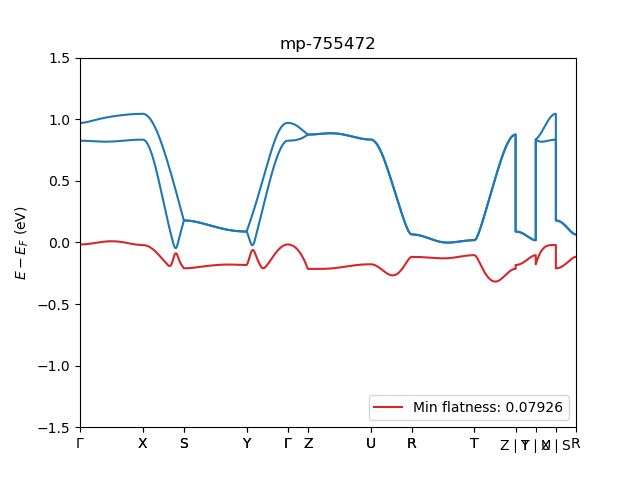 mp-755472
1.5
1.0
0.5
0.0
−0.5
−1.0
−1.5
E − E_F (eV)
Min flatness: 0.07926
Γ X S Y Γ Z U R T Z | Y | | S R